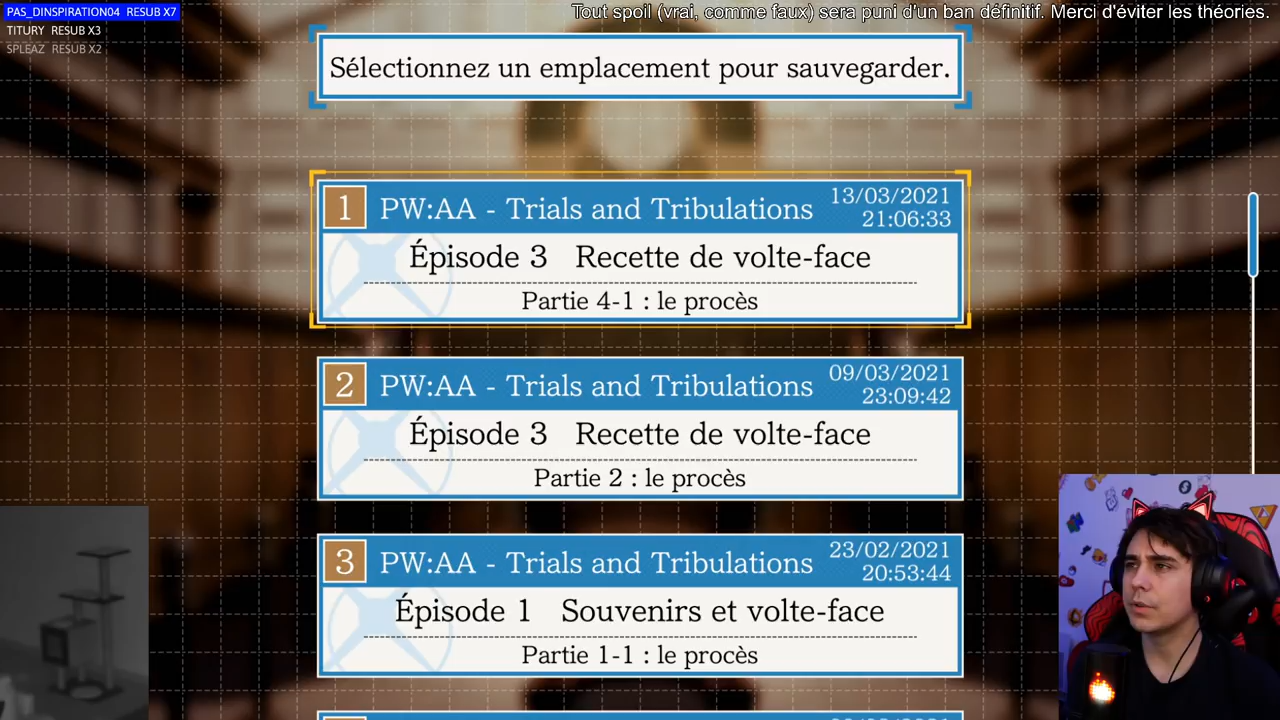 PAS_DINSPIRATION04 RESUB X7
TITURY RESUB X3
SPLEAZ RESUB X2
Tout spoil (vrai, comme faux) sera puni d'un ban définitif. Merci d'éviter les théories.
Sélectionnez un emplacement pour sauvegarder.
1 PW:AA - Trials and Tribulations 13/03/2021
21:06:33
Épisode 3 Recette de volte-face
Partie 4-1 : le procès
2 PW:AA - Trials and Tribulations 09/03/2021
23:09:42
Épisode 3 Recette de volte-face
Partie 2 : le procès
3 PW:AA - Trials and Tribulations 23/02/2021
20:53:44
Épisode 1 Souvenirs et volte-face
Partie 1-1 : le procès